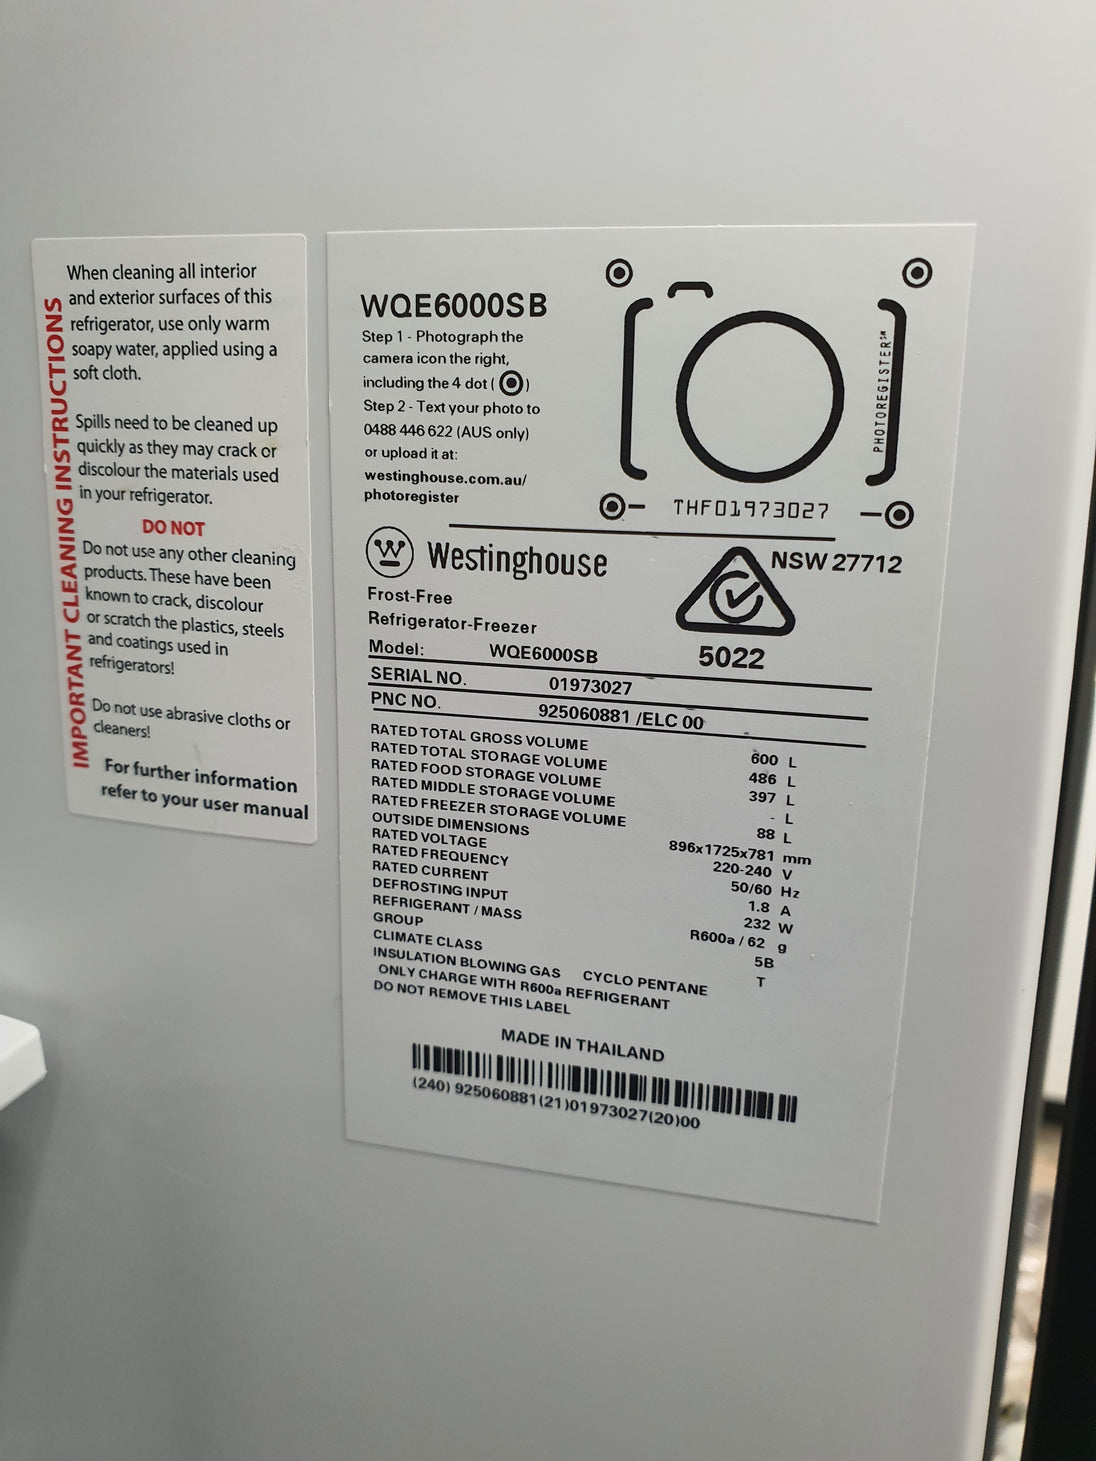 IMPORTANT CLEANING INSTRUCTIONS
When cleaning all interior
and exterior surfaces of this
refrigerator, use only warm
soapy water, applied using a
soft cloth.
Spills need to be cleaned up
quickly as they may crack or
discolour the materials used
in your refrigerator.
DO NOT
Do not use any other cleaning
products. These have been
known to crack, discolour
or scratch the plastics, steels
and coatings used in
refrigerators!
Do not use abrasive cloths or
cleaners!
For further information
refer to your user manual
WQE6000SB
Step 1 - Photograph the
camera icon the right,
including the 4 dot ( )
Step 2 - Text your photo to
0488 446 622 (AUS only)
or upload it at:
westinghouse.com.au/
photoregister
PHOTOREGISTER℠
THF01973027
W Westinghouse
NSW 27712
Frost-Free
Refrigerator-Freezer
5022
Model: WQE6000SB
SERIAL NO. 01973027
PNC NO. 925060881 /ELC 00
RATED TOTAL GROSS VOLUME 600 L
RATED TOTAL STORAGE VOLUME 486 L
RATED FOOD STORAGE VOLUME 397 L
RATED MIDDLE STORAGE VOLUME - L
RATED FREEZER STORAGE VOLUME 88 L
OUTSIDE DIMENSIONS 896x1725x781 mm
RATED VOLTAGE 220-240 V
RATED FREQUENCY 50/60 Hz
RATED CURRENT 1.8 A
DEFROSTING INPUT 232 W
REFRIGERANT / MASS R600a / 62 g
GROUP 5B
CLIMATE CLASS T
INSULATION BLOWING GAS CYCLO PENTANE
ONLY CHARGE WITH R600a REFRIGERANT
DO NOT REMOVE THIS LABEL
MADE IN THAILAND
(240) 925060881(21)01973027(20)00